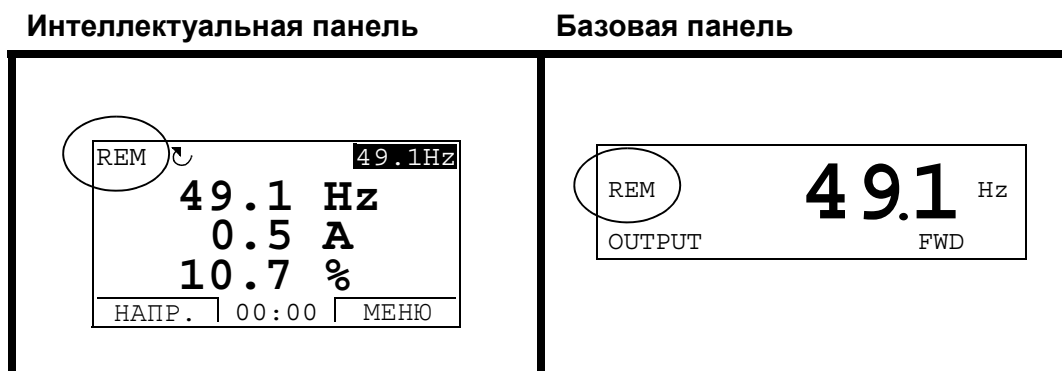 Интеллектуальная панель
Базовая панель
REM 49.1Hz
49.1 Hz
0.5 A
10.7 %
НАПР. 00:00 МЕНЮ
REM 49.1 Hz
OUTPUT FWD